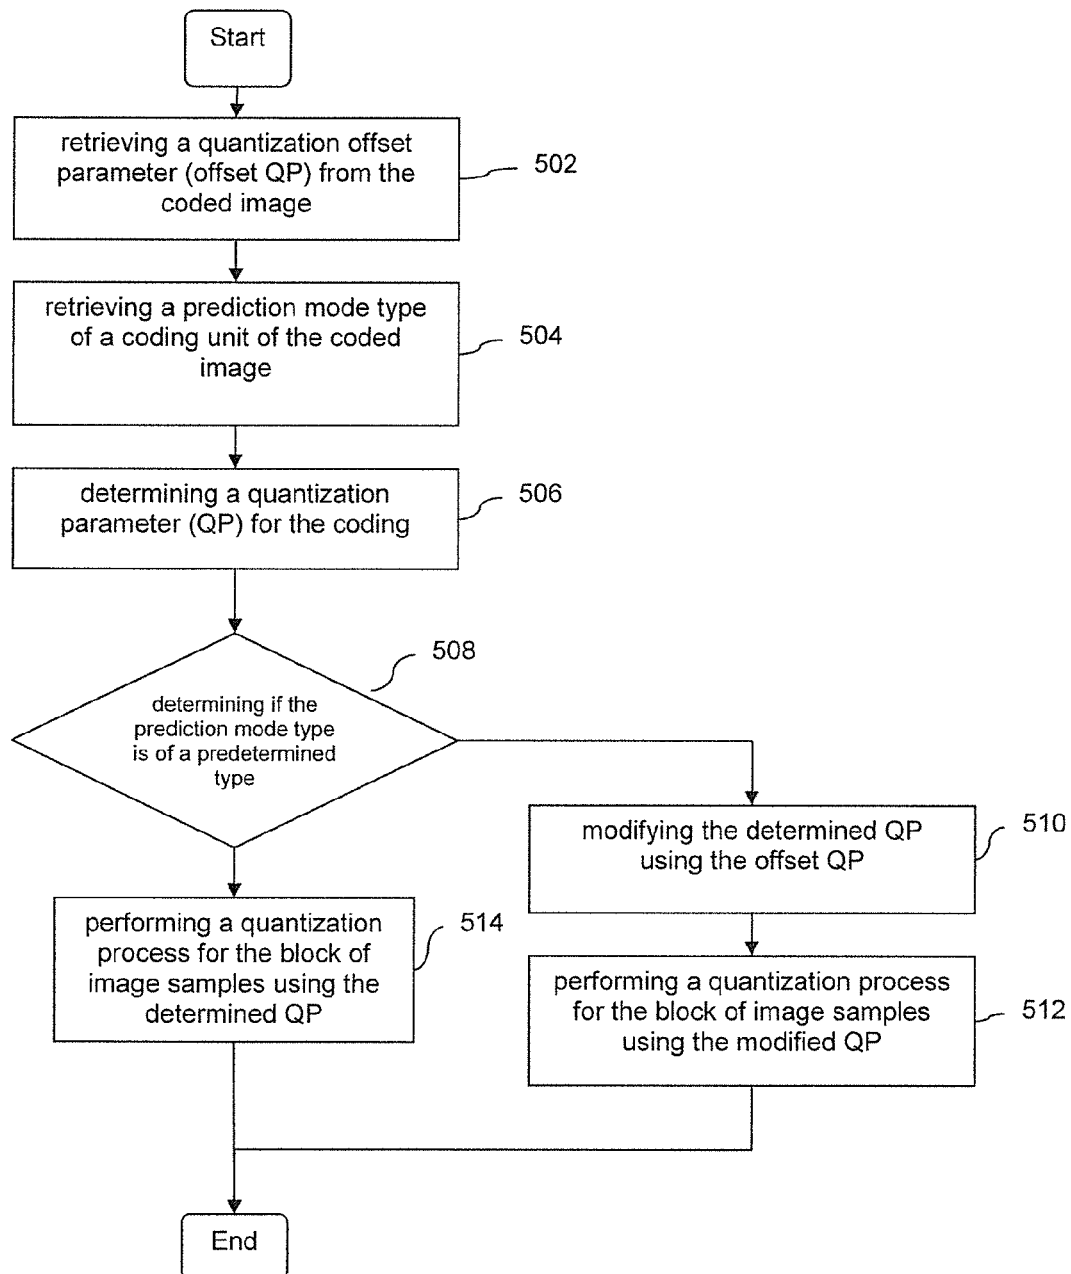 Start
retrieving a quantization offset
parameter (offset QP) from the
coded image
502
retrieving a prediction mode type
of a coding unit of the coded
image
504
determining a quantization
parameter (QP) for the coding
506
508
determining if the
prediction mode type
is of a predetermined
type
modifying the determined QP
using the offset QP
510
performing a quantization
process for the block of
image samples using the
determined QP
514
performing a quantization process
for the block of image samples
using the modified QP
512
End